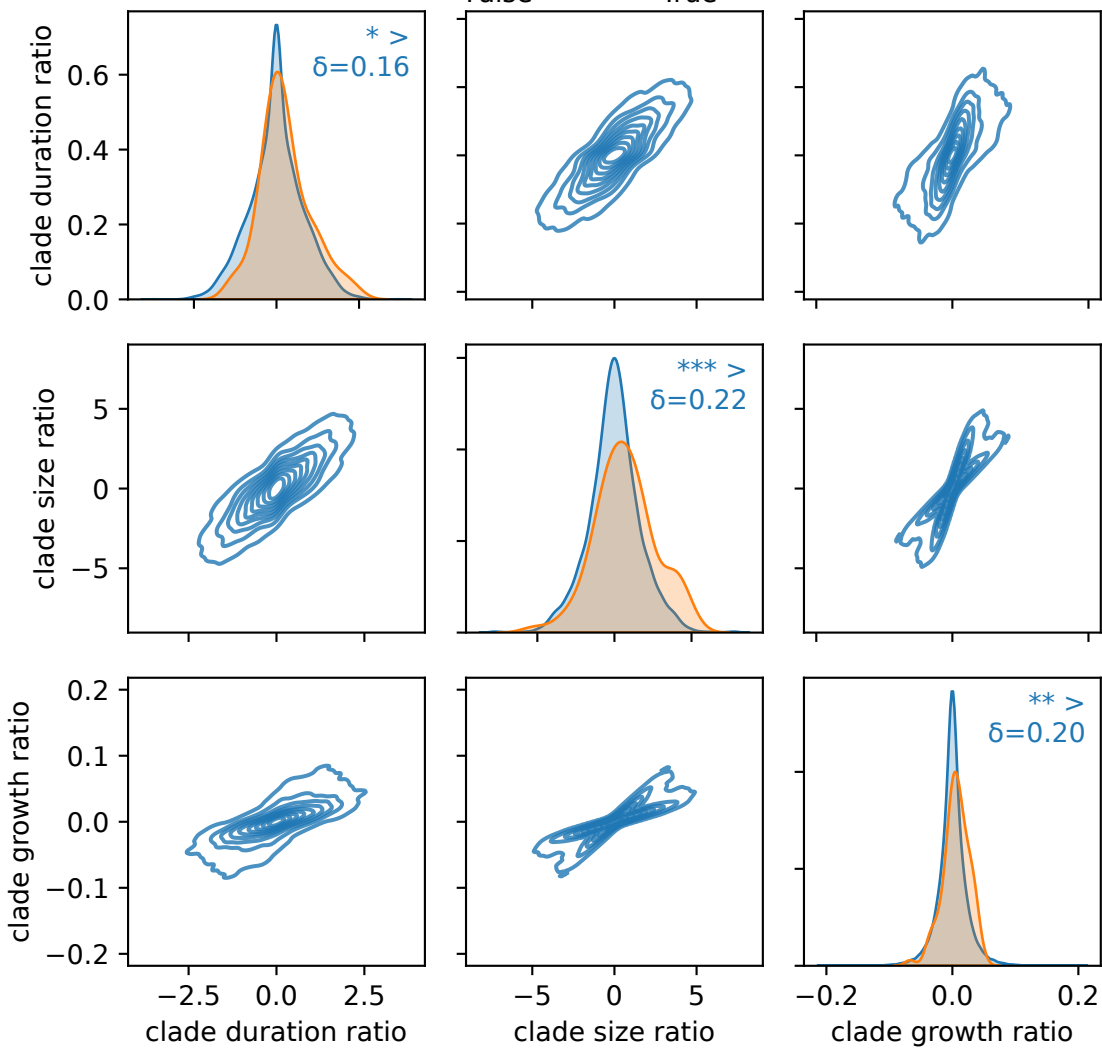 clade duration ratio
0.6
0.4
0.2
0.0
* >
δ=0.16
clade size ratio
5
0
−5
*** >
δ=0.22
clade growth ratio
0.2
0.1
0.0
−0.1
−0.2
** >
δ=0.20
−2.5 0.0 2.5
clade duration ratio
−5 0 5
clade size ratio
−0.2 0.0 0.2
clade growth ratio